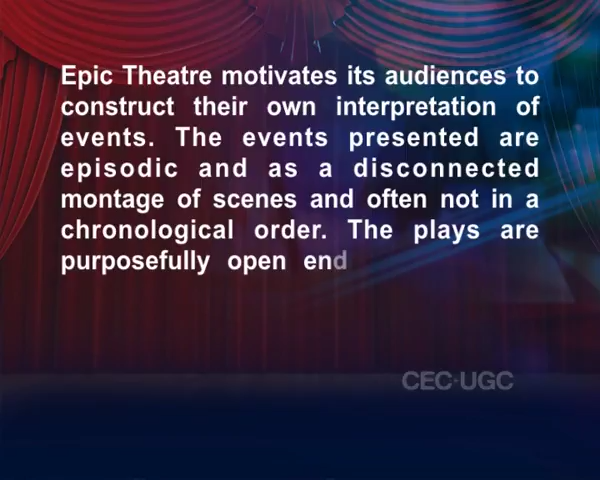 Epic Theatre motivates its audiences to
construct their own interpretation of
events. The events presented are
episodic and as a disconnected
montage of scenes and often not in a
chronological order. The plays are
purposefully open end
CEC-UGC